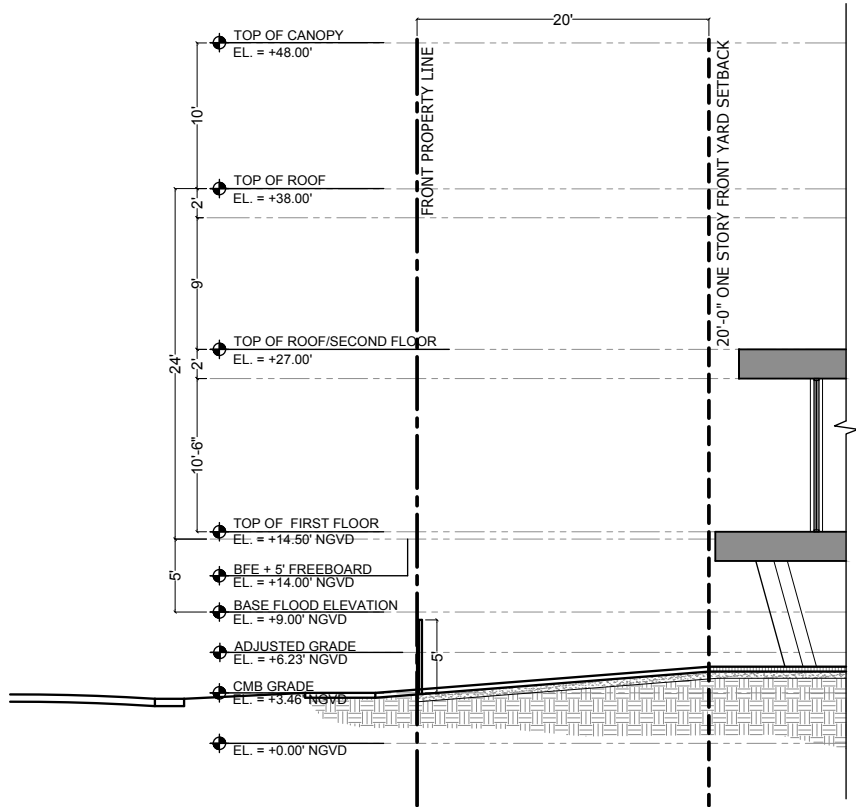 20'
TOP OF CANOPY
EL. = +48.00'
FRONT PROPERTY LINE
20'-0" ONE STORY FRONT YARD SETBACK
10'
TOP OF ROOF
EL. = +38.00'
2'
9'
24'
TOP OF ROOF/SECOND FLOOR
EL. = +27.00'
2'
10'-6"
TOP OF FIRST FLOOR
EL. = +14.50' NGVD
BFE + 5' FREEBOARD
EL. = +14.00' NGVD
5'
BASE FLOOD ELEVATION
EL. = +9.00' NGVD
ADJUSTED GRADE
EL. = +6.23' NGVD
5'
CMB GRADE
EL. = +3.46' NGVD
EL. = +0.00' NGVD